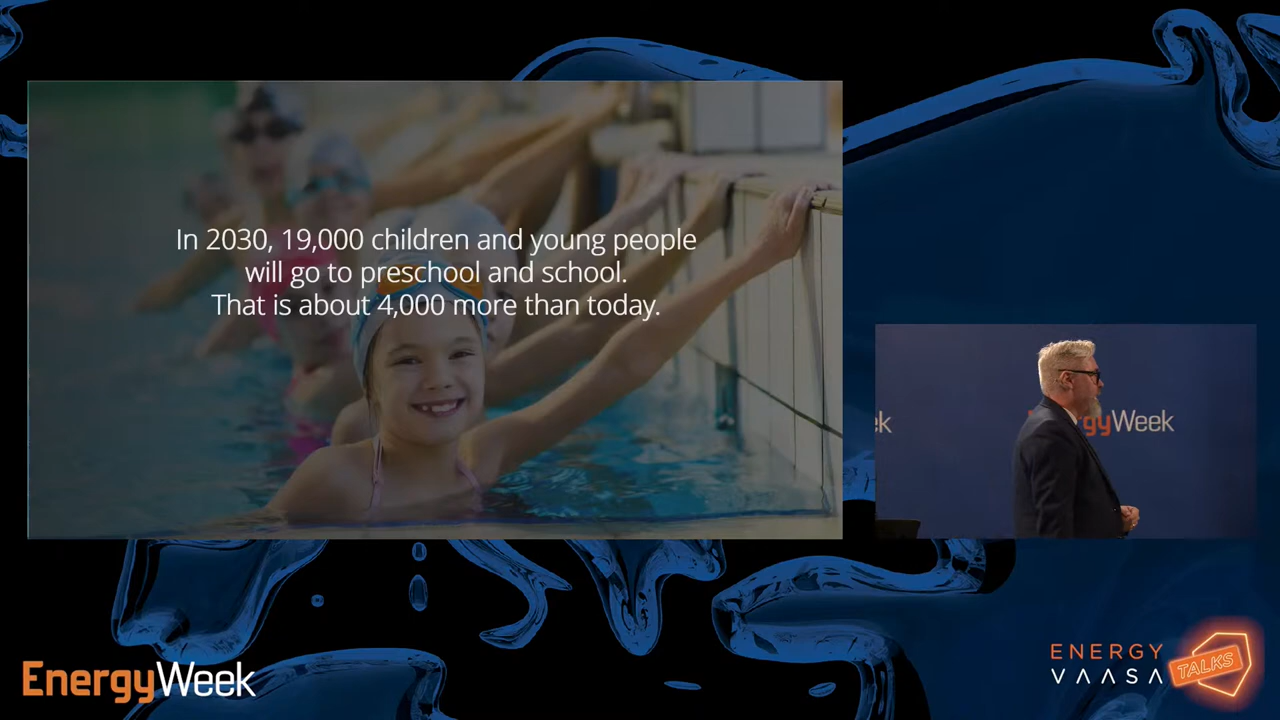 In 2030, 19,000 children and young people
will go to preschool and school.
That is about 4,000 more than today.
k
EnergyWeek
EnergyWeek
ENERGY
VAASA
TALKS